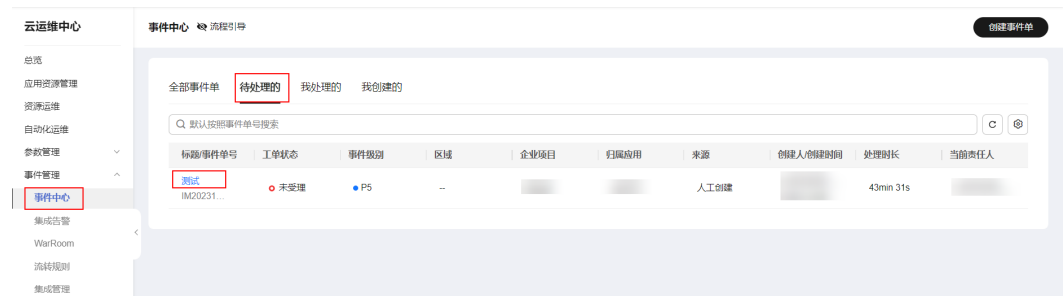 云运维中心
事件中心 流程引导
创建事件单
总览
应用资源管理
资源运维
自动化运维
参数管理
事件管理
事件中心
集成告警
WarRoom
流转规则
集成管理
全部事件单 待处理的 我处理的 我创建的
默认按照事件单号搜索
标题/事件单号 工单状态 事件级别 区域 企业项目 归属应用 来源 创建人/创建时间 处理时长 当前责任人
测试 未受理 P5 -- 人工创建 43min 31s
IM20231...